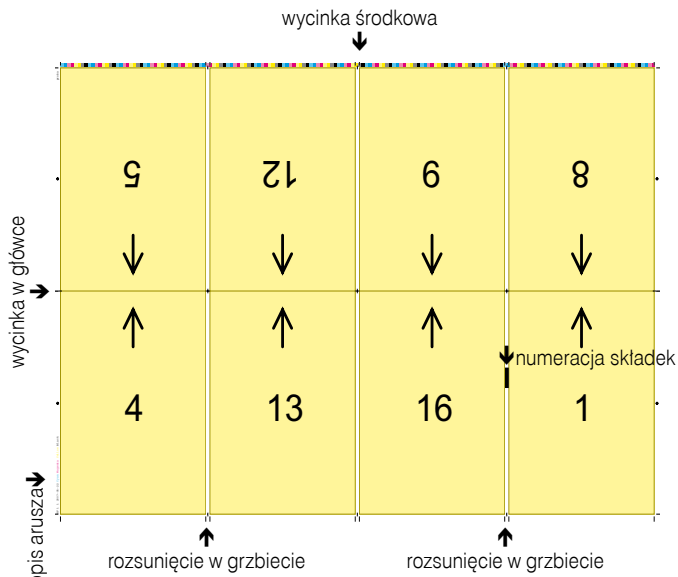 wycinka środkowa
5 12 9 8
wycinka w główce
numeracja składek
4 13 16 1
opis arusza
rozsunięcie w grzbiecie rozsunięcie w grzbiecie